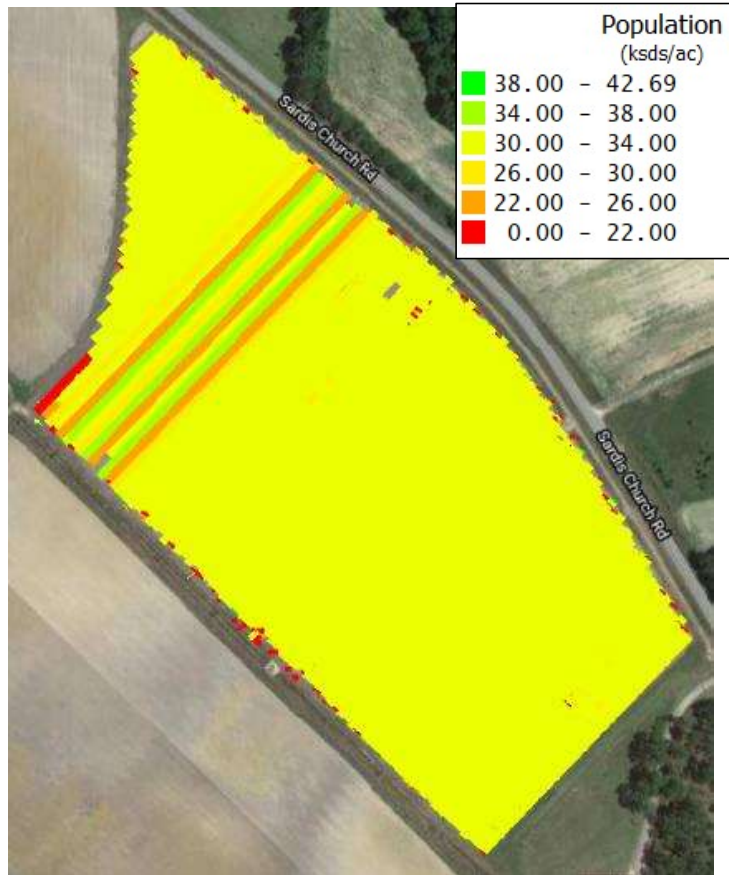 Population
(ksds/ac)
38.00 - 42.69
34.00 - 38.00
30.00 - 34.00
26.00 - 30.00
22.00 - 26.00
0.00 - 22.00
Sardis Church Rd
Sardis Church Rd